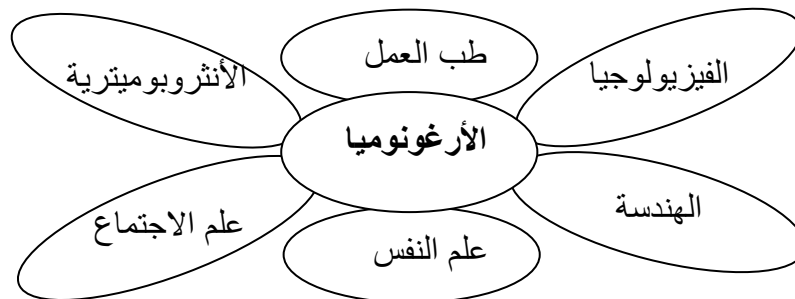 طب العمل
الفيزيولوجيا
الأنثروبوميترية
الأرغونوميا
الهندسة
علم الاجتماع
علم النفس